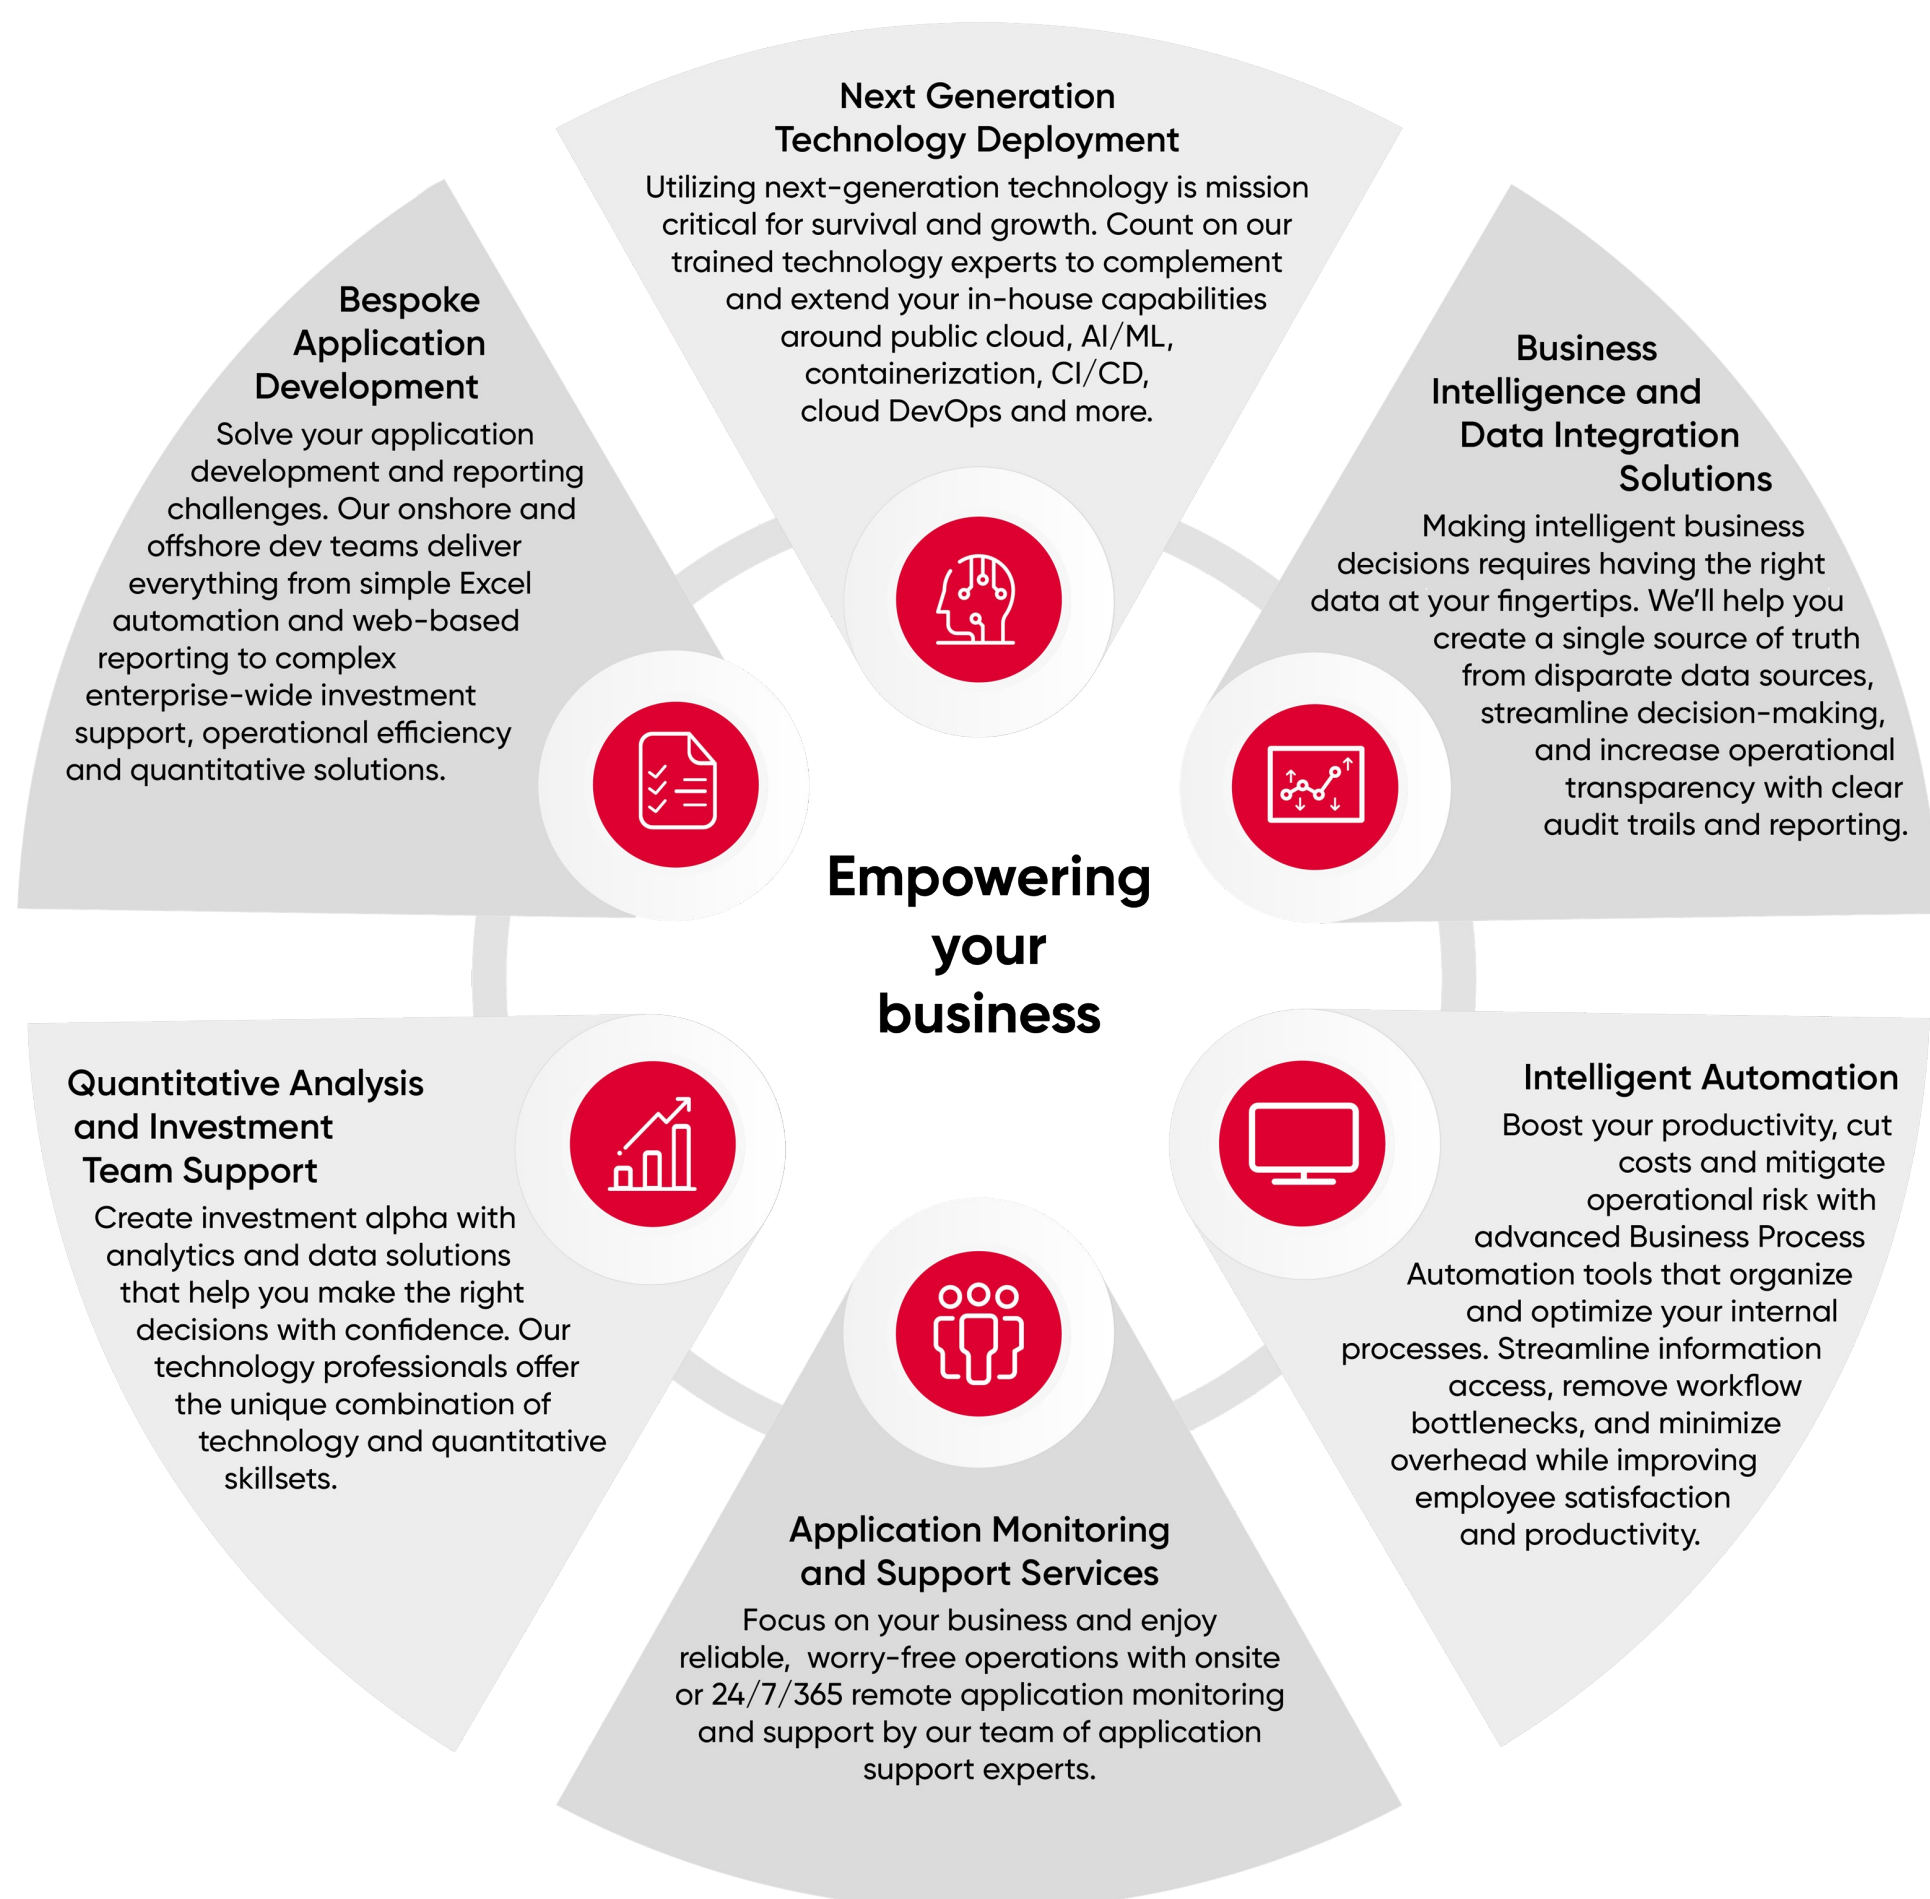 Next Generation
Technology Deployment
Utilizing next-generation technology is mission
critical for survival and growth. Count on our
trained technology experts to complement
and extend your in-house capabilities
around public cloud, AI/ML,
containerization, CI/CD,
cloud DevOps and more.
Business
Intelligence and
Data Integration
Solutions
Making intelligent business
decisions requires having the right
data at your fingertips. We'll help you
create a single source of truth
from disparate data sources,
streamline decision-making,
and increase operational
transparency with clear
audit trails and reporting.
Intelligent Automation
Boost your productivity, cut
costs and mitigate
operational risk with
advanced Business Process
Automation tools that organize
and optimize your internal
processes. Streamline information
access, remove workflow
bottlenecks, and minimize
overhead while improving
employee satisfaction
and productivity.
Application Monitoring
and Support Services
Focus on your business and enjoy
reliable,  worry-free operations with onsite
or 24/7/365 remote application monitoring
and support by our team of application
support experts.
Quantitative Analysis
and Investment
Team Support
Create investment alpha with
analytics and data solutions
that help you make the right
decisions with confidence. Our
technology professionals offer
the unique combination of
technology and quantitative
skillsets.
Bespoke
Application
Development
Solve your application
development and reporting
challenges. Our onshore and
offshore dev teams deliver
everything from simple Excel
automation and web-based
reporting to complex
enterprise-wide investment
support, operational efficiency
and quantitative solutions.
Empowering
your
business